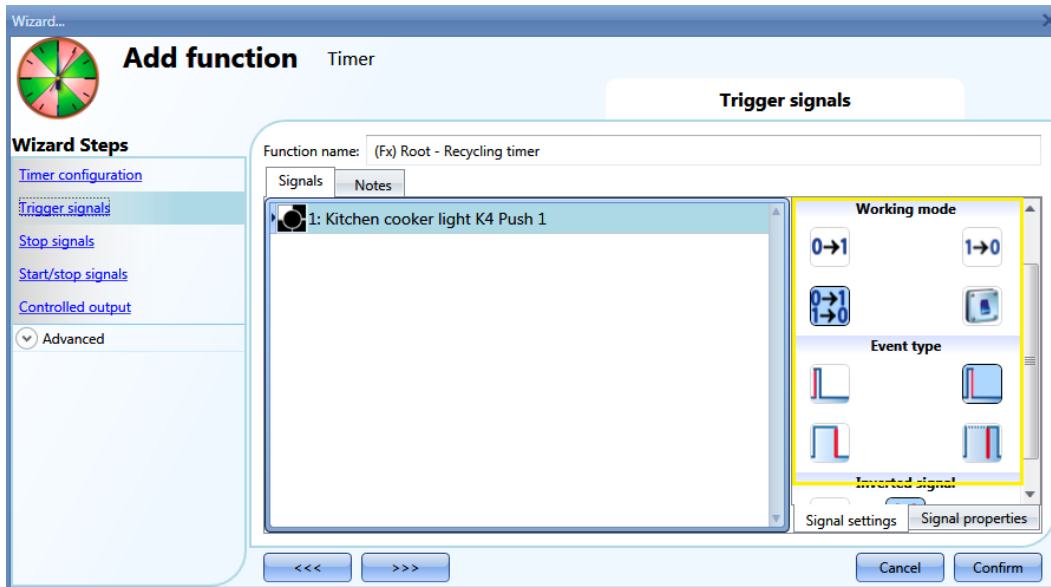 Wizard...
Add function Timer
Trigger signals
Wizard Steps
Timer configuration
Trigger signals
Stop signals
Start/stop signals
Controlled output
Advanced
Function name: (Fx) Root - Recycling timer
Signals Notes
1: Kitchen cooker light K4 Push 1
Working mode
0→1 1→0
0→1
1→0
Event type
Inverted signal
Signal settings Signal properties
<<< >>> Cancel Confirm